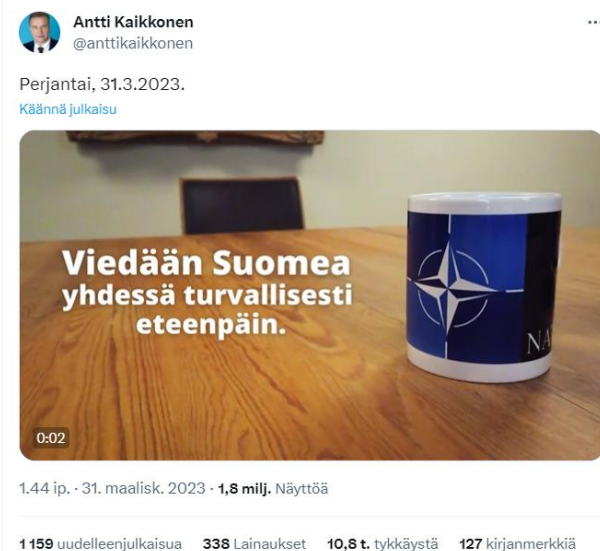 Antti Kaikkonen
@anttikaikkonen
Perjantai, 31.3.2023.
Käännä julkaisu
Viedään Suomea
yhdessä turvallisesti
eteenpäin.
NA
0:02
1.44 ip. · 31. maalisk. 2023 · 1,8 milj. Näyttöä
1 159 uudelleenjulkaisua 338 Lainaukset 10,8 t. tykkäystä 127 kirjanmerkkiä